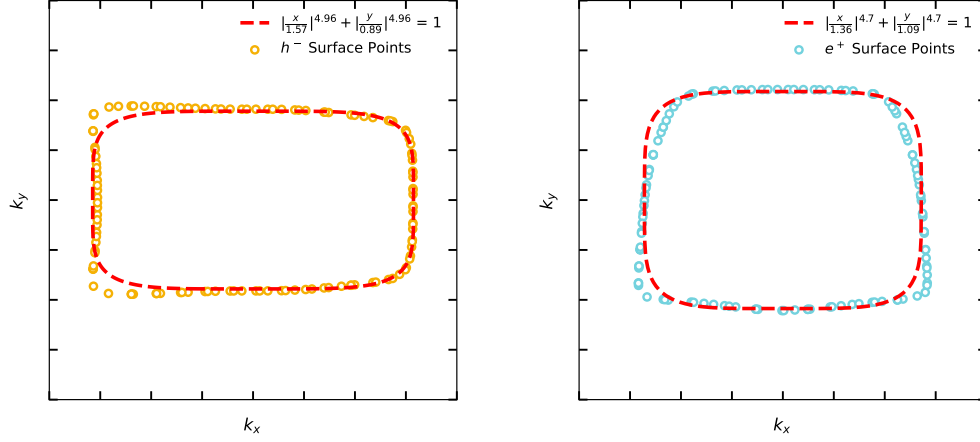 |x/1.57|^4.96 + |y/0.89|^4.96 = 1
h⁻ Surface Points
k_y
k_x
|x/1.36|^4.7 + |y/1.09|^4.7 = 1
e⁺ Surface Points
k_y
k_x